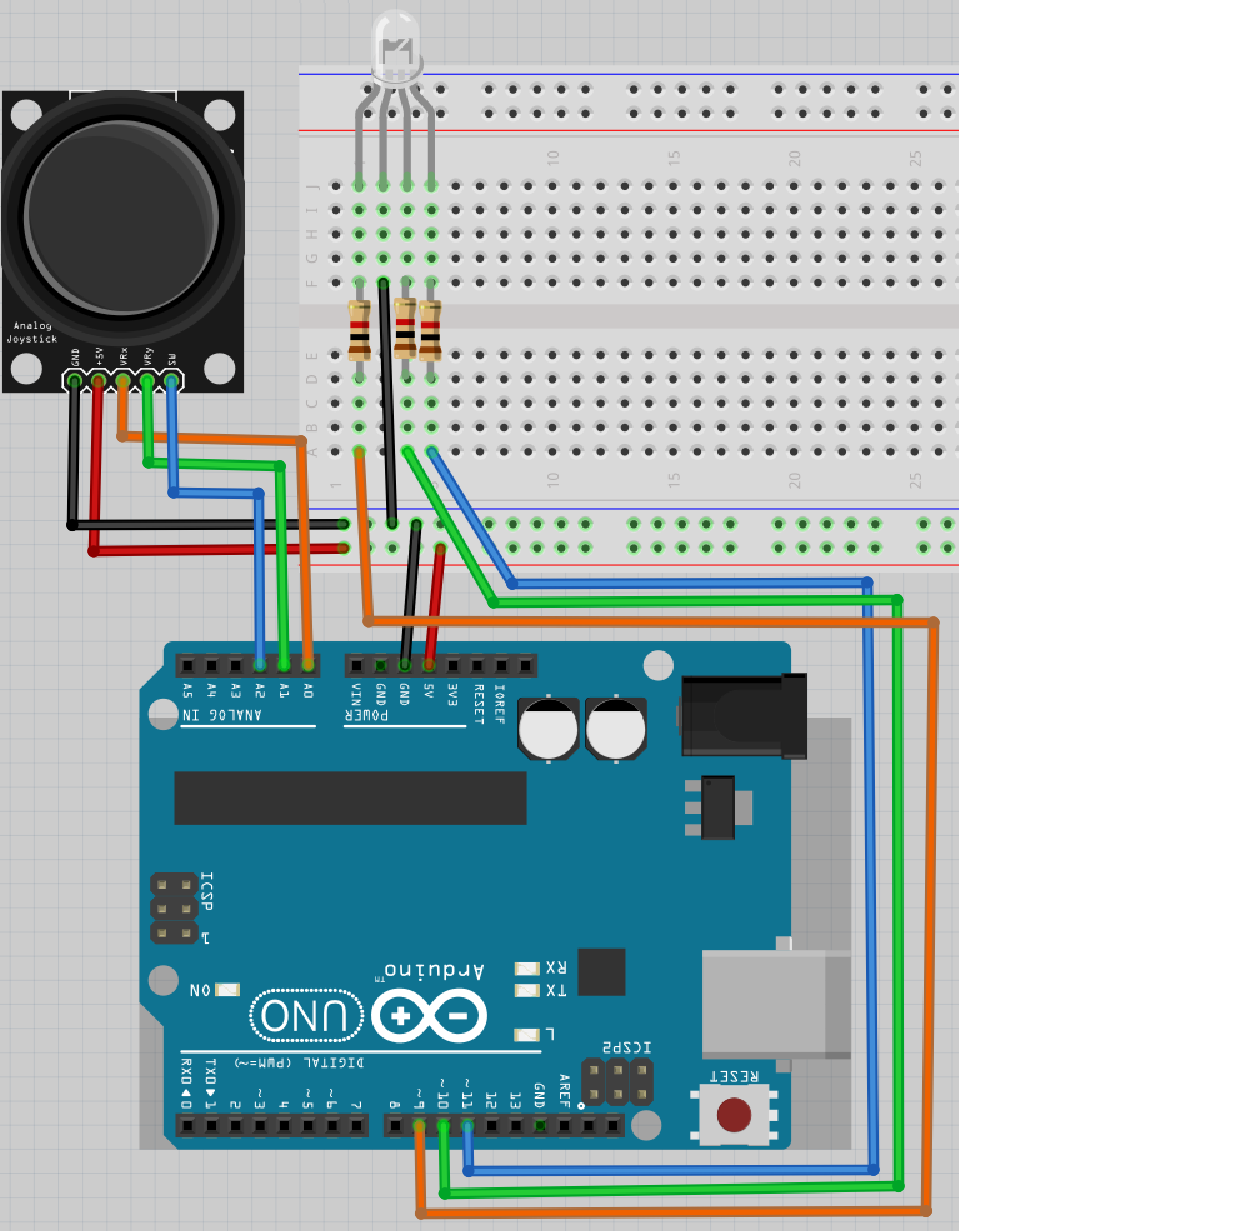 10 15 20 25
J
I
H
G
F
Analog
Joystick
GND +5V VRx VRy SW
E
D
C
B
A
1 10 15 20 25
A5 A4 A3 A2 A1 A0 VIN GND GND 5V 3V3 RESET IOREF
ANALOG IN POWER
ICSP
1
Arduino™
RX
ON TX
UNO
L
ICSP2
DIGITAL (PWM=~)
RESET
RXD◀0 TXD▶1 2 ~3 4 ~5 ~6 7 8 ~9 ~10 ~11 12 13 GND AREF